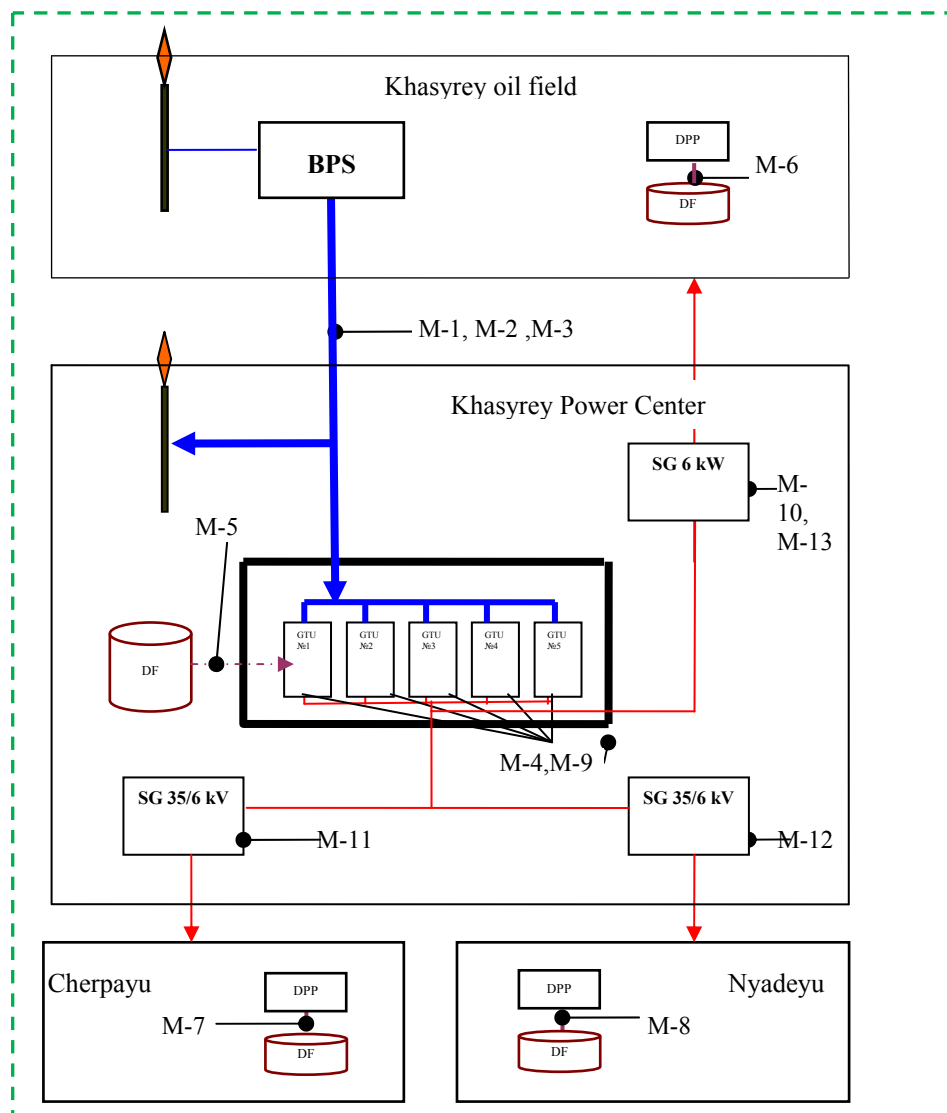 Khasyrey oil field
BPS
DPP
M-6
DF
M-1, M-2 ,M-3
Khasyrey Power Center
SG 6 kW
M-
10,
M-13
M-5
GTU
№1
GTU
№2
GTU
№3
GTU
№4
GTU
№5
DF
M-4,M-9
SG 35/6 kV
SG 35/6 kV
M-11
M-12
Cherpayu
DPP
M-7
DF
Nyadeyu
DPP
M-8
DF